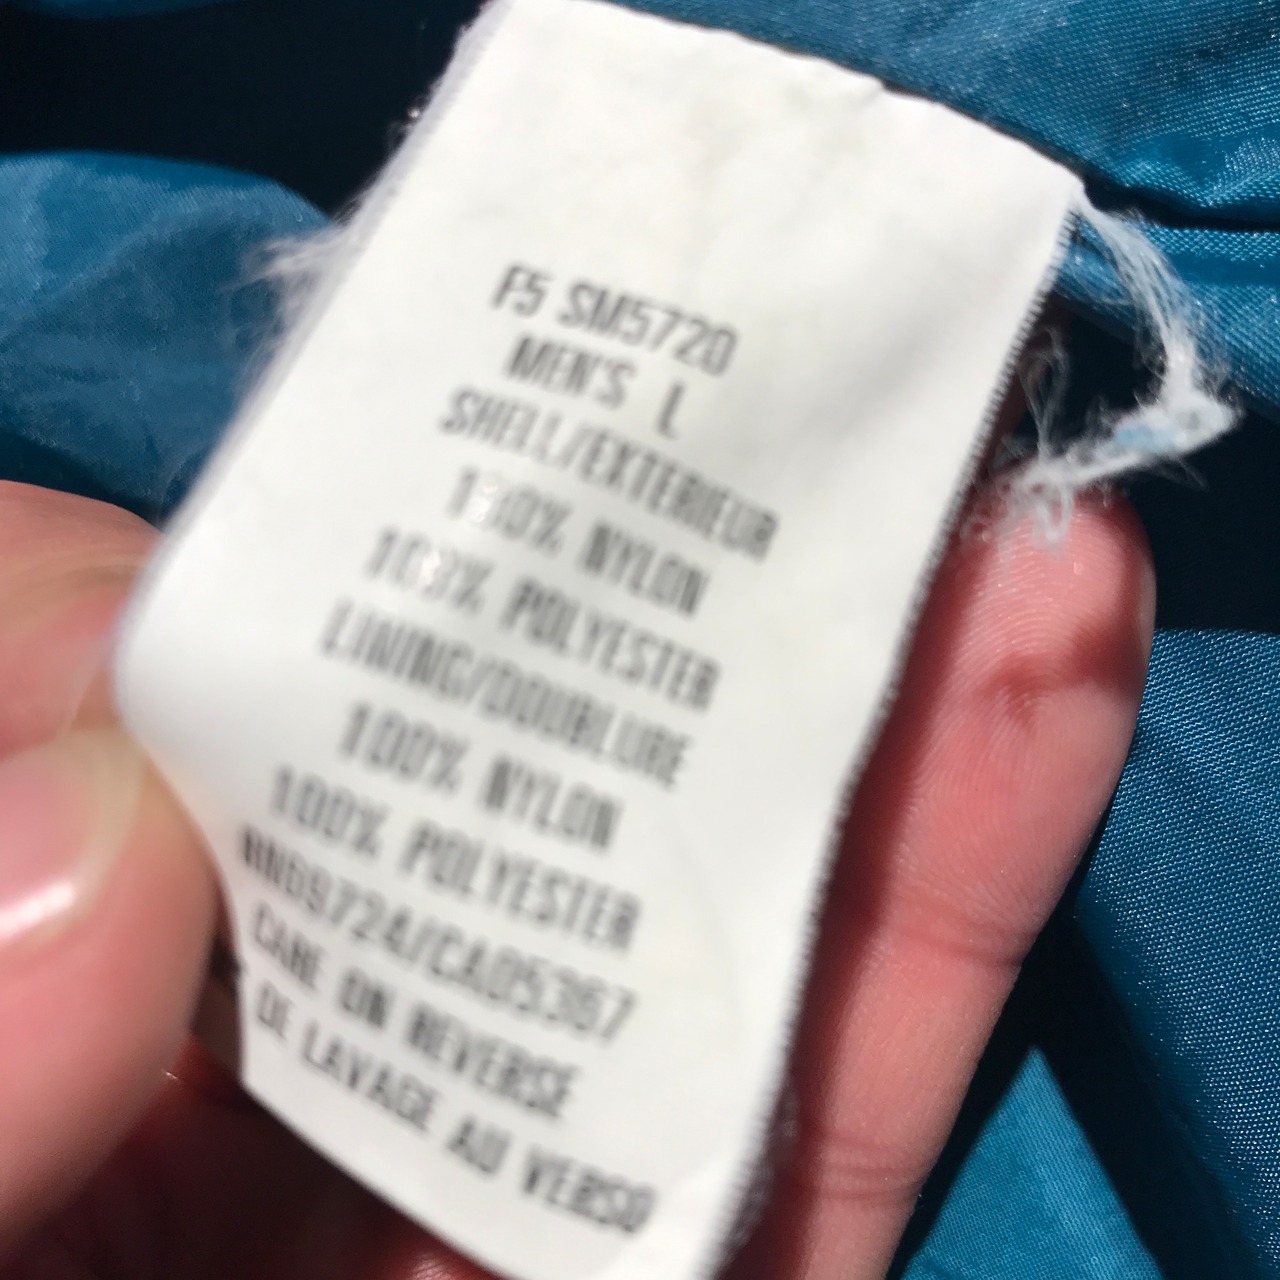 F5 SM5720
MEN'S L
SHELL/EXTERIEUR
100% NYLON
100% POLYESTER
LINING/DOUBLURE
100% NYLON
100% POLYESTER
RN69724/CA05367
CARE ON REVERSE
DE LAVAGE AU VERSO